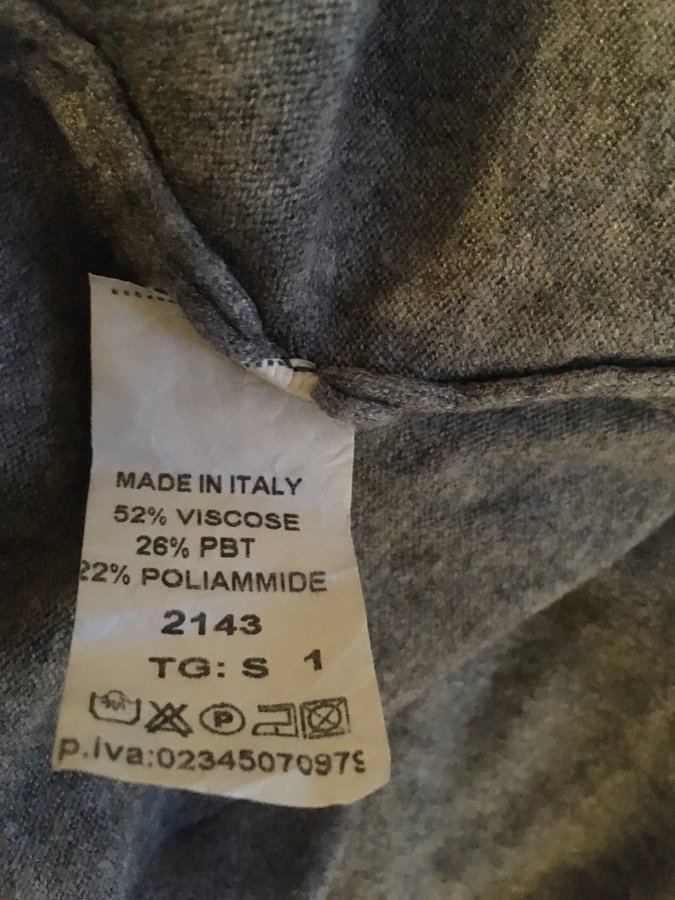 MADE IN ITALY
52% VISCOSE
26% PBT
22% POLIAMMIDE
2143
TG: S 1
P
p.iva:02345070979